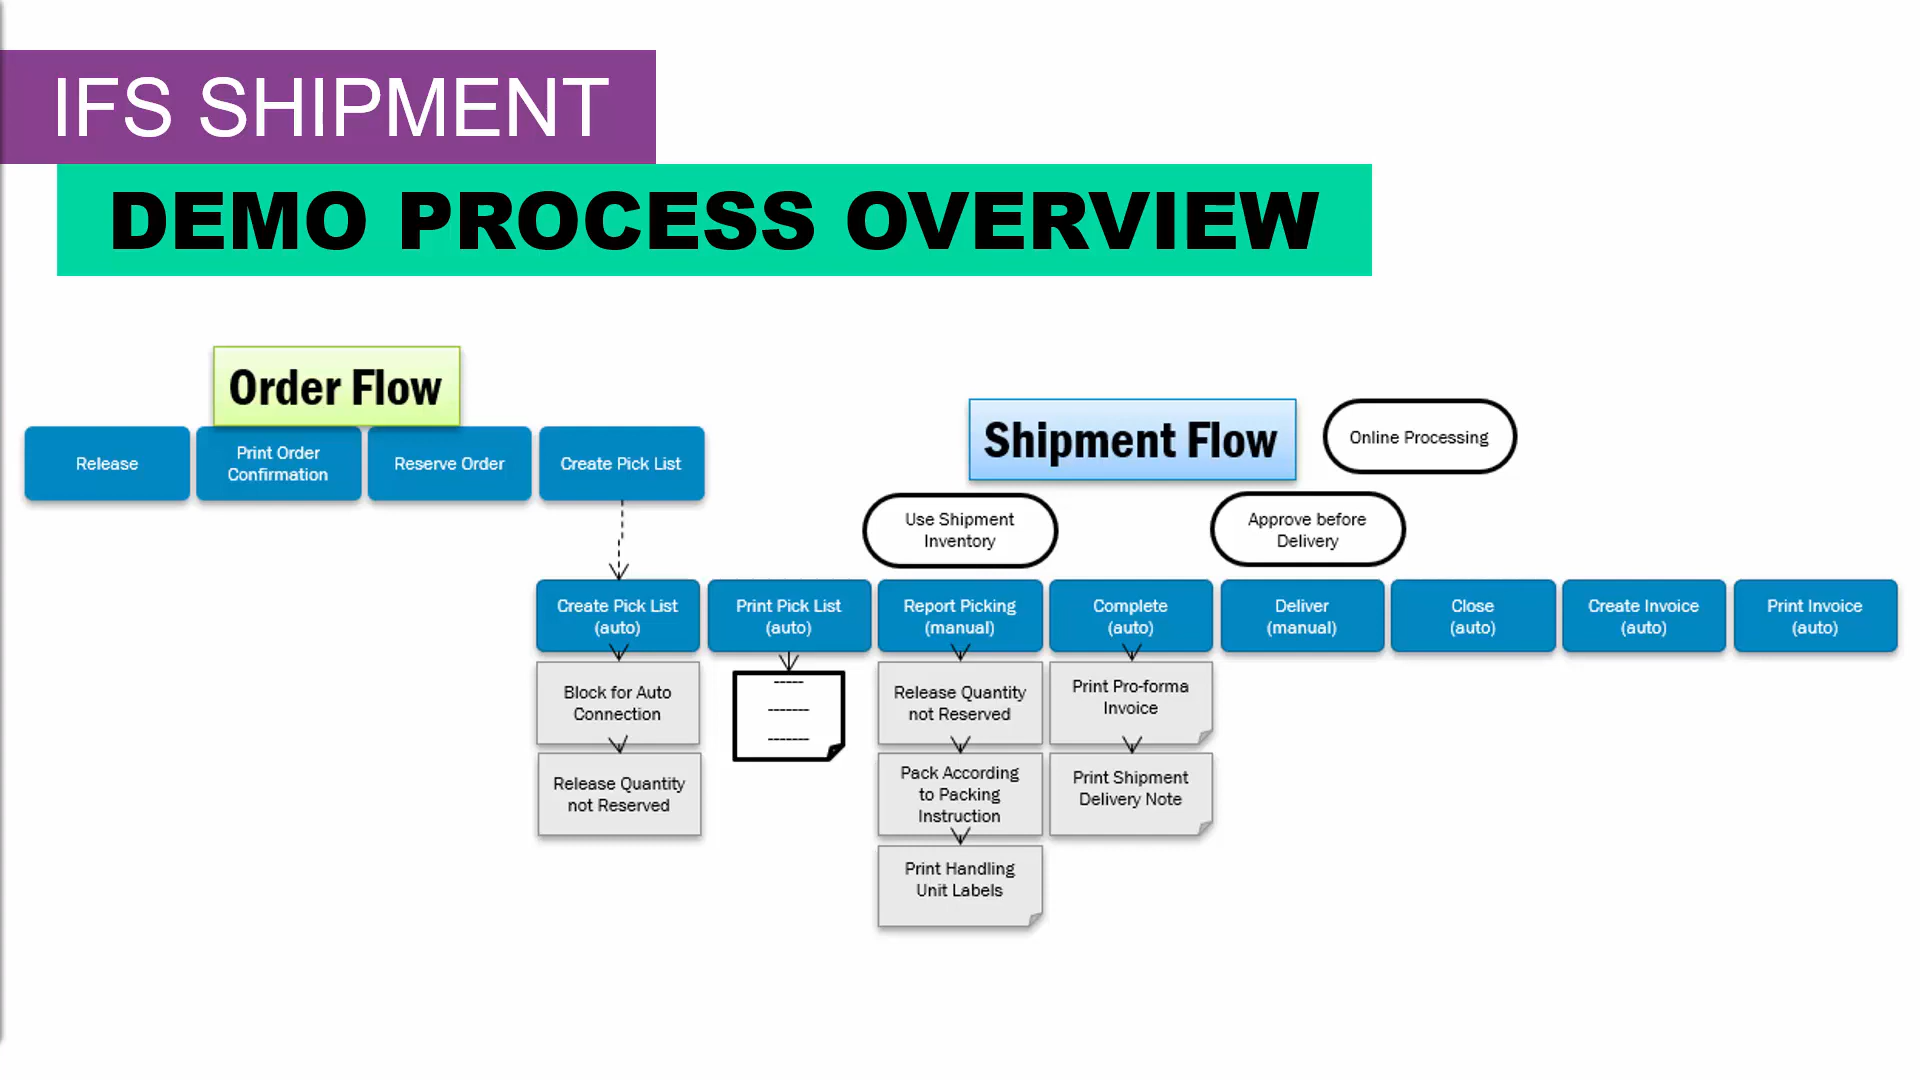 IFS SHIPMENT
DEMO PROCESS OVERVIEW
Order Flow
Release
Print Order
Confirmation
Reserve Order
Create Pick List
Shipment Flow
Online Processing
Use Shipment
Inventory
Approve before
Delivery
Create Pick List
(auto)
Print Pick List
(auto)
Report Picking
(manual)
Complete
(auto)
Deliver
(manual)
Close
(auto)
Create Invoice
(auto)
Print Invoice
(auto)
Block for Auto
Connection
Release Quantity
not Reserved
Release Quantity
not Reserved
Pack According
to Packing
Instruction
Print Handling
Unit Labels
Print Pro-forma
Invoice
Print Shipment
Delivery Note